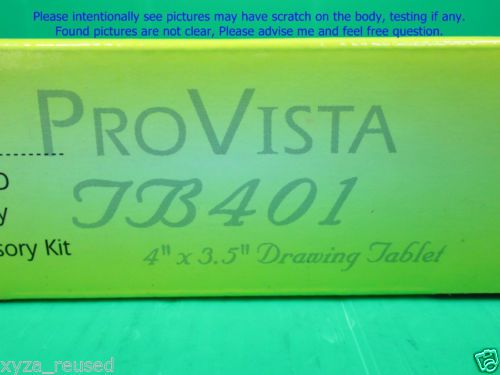 Please intentionally see pictures may have scratch on the body, testing if any.
Found pictures are not clear, Please advise me and feel free question.
PROVISTA
TB401
sory Kit
4" x 3.5" Drawing Tablet
xyza_reused
eBay